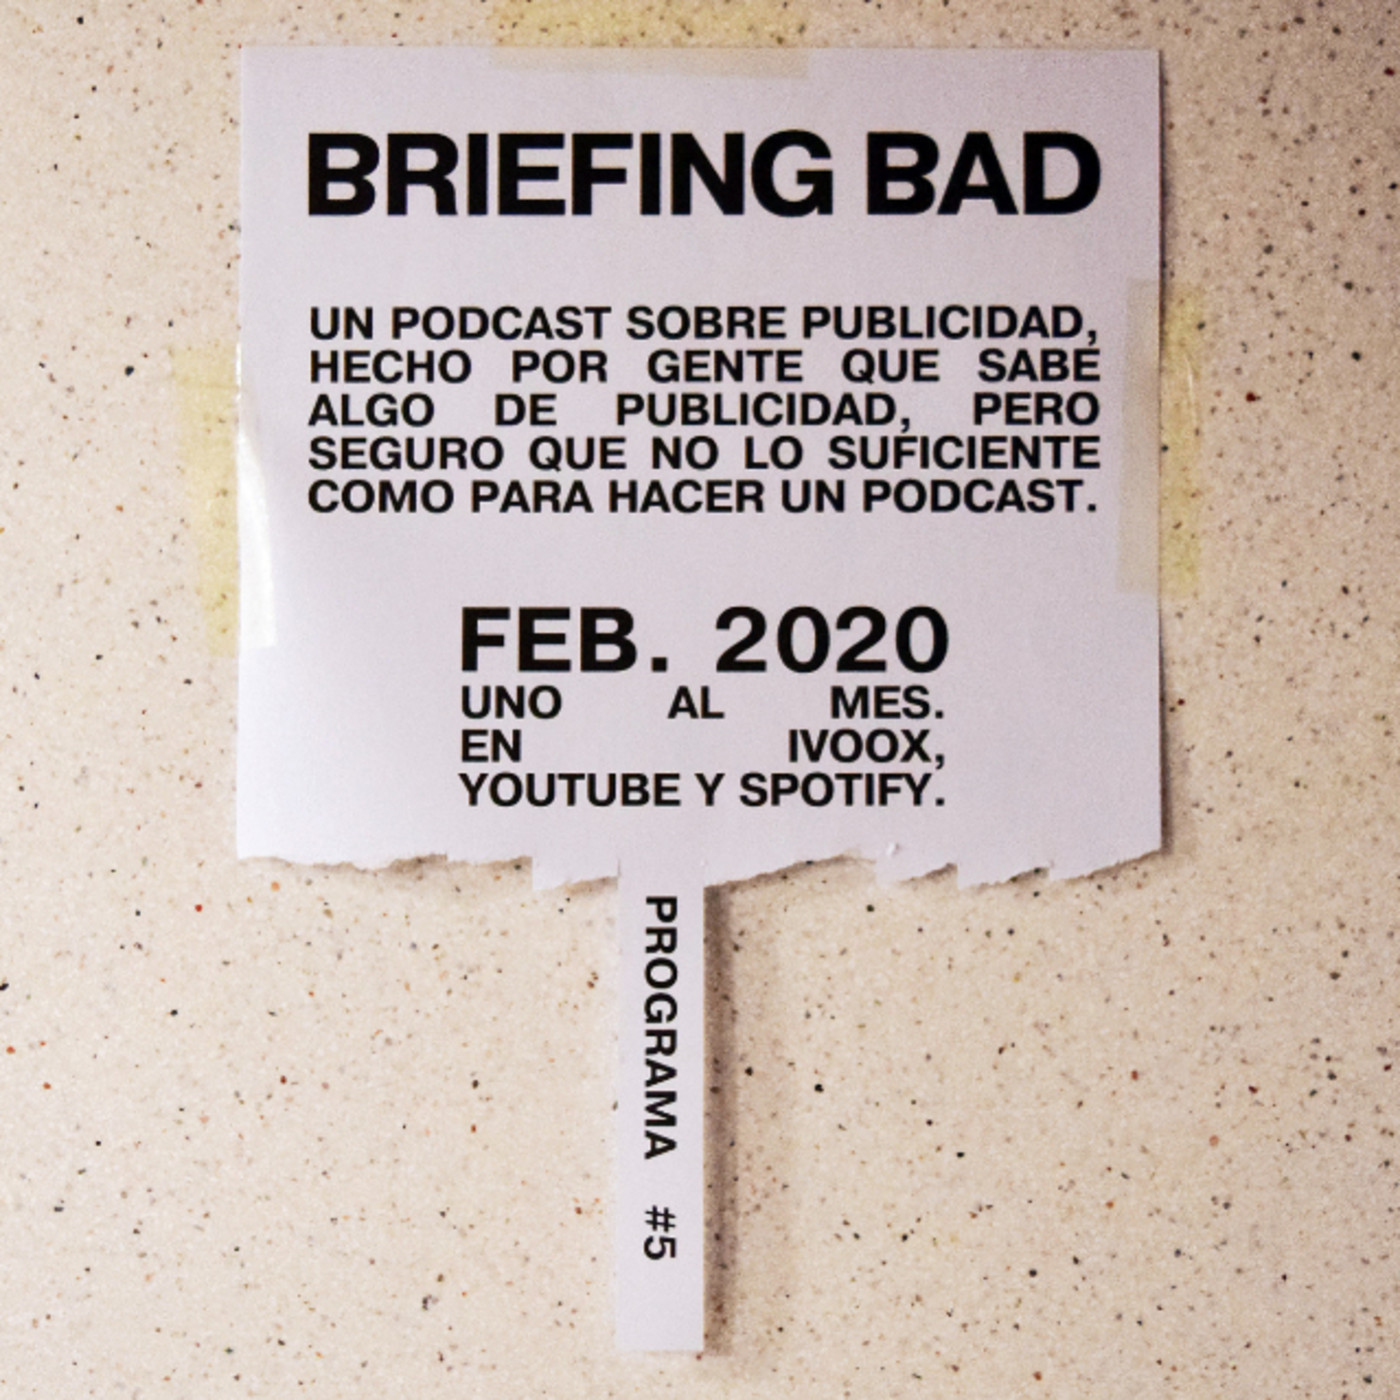 BRIEFING BAD
UN PODCAST SOBRE PUBLICIDAD,
HECHO POR GENTE QUE SABE
ALGO DE PUBLICIDAD, PERO
SEGURO QUE NO LO SUFICIENTE
COMO PARA HACER UN PODCAST.
FEB. 2020
UNO AL MES.
EN IVOOX,
YOUTUBE Y SPOTIFY.
PROGRAMA #5